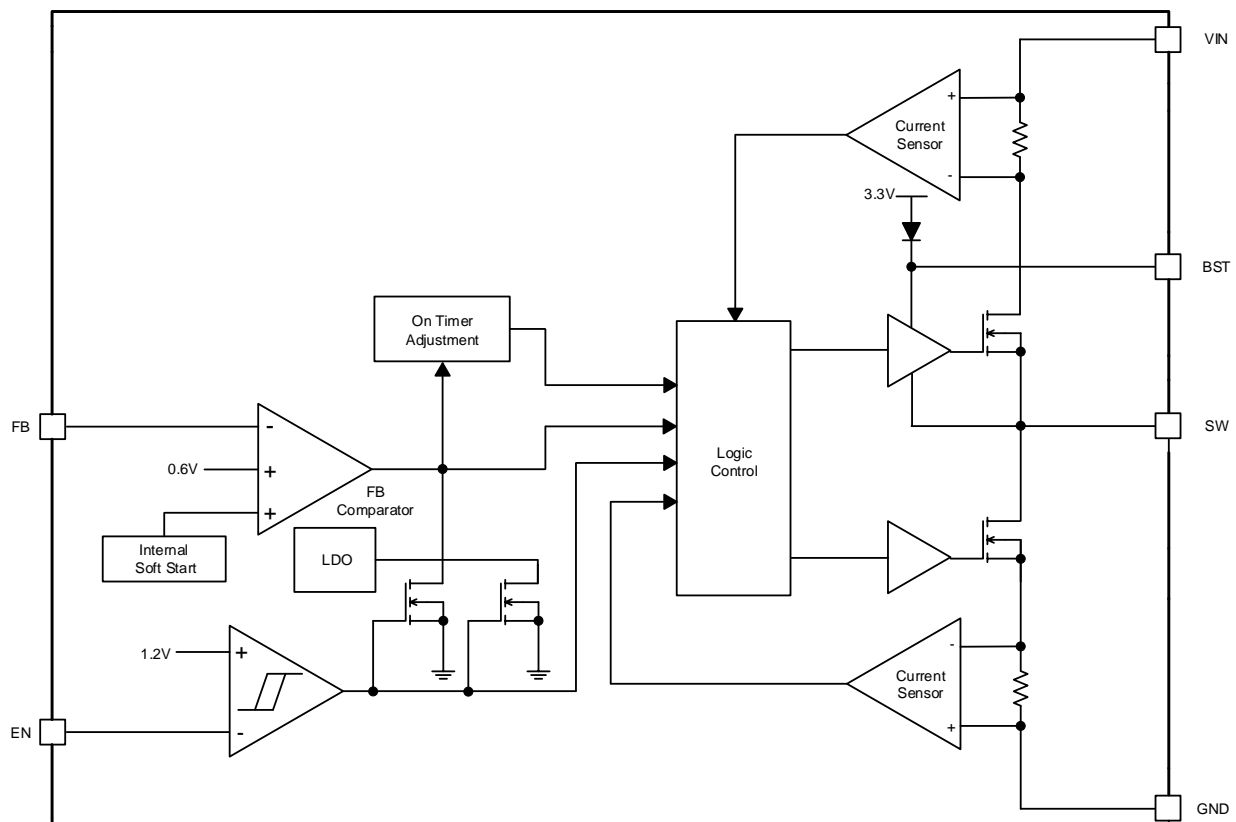 VIN
+
Current
Sensor
-
3.3V
BST
On Timer
Adjustment
FB
-
SW
0.6V
+
Logic
Control
FB
Comparator
+
Internal
Soft Start
LDO
1.2V
+
-
Current
Sensor
EN
-
+
GND